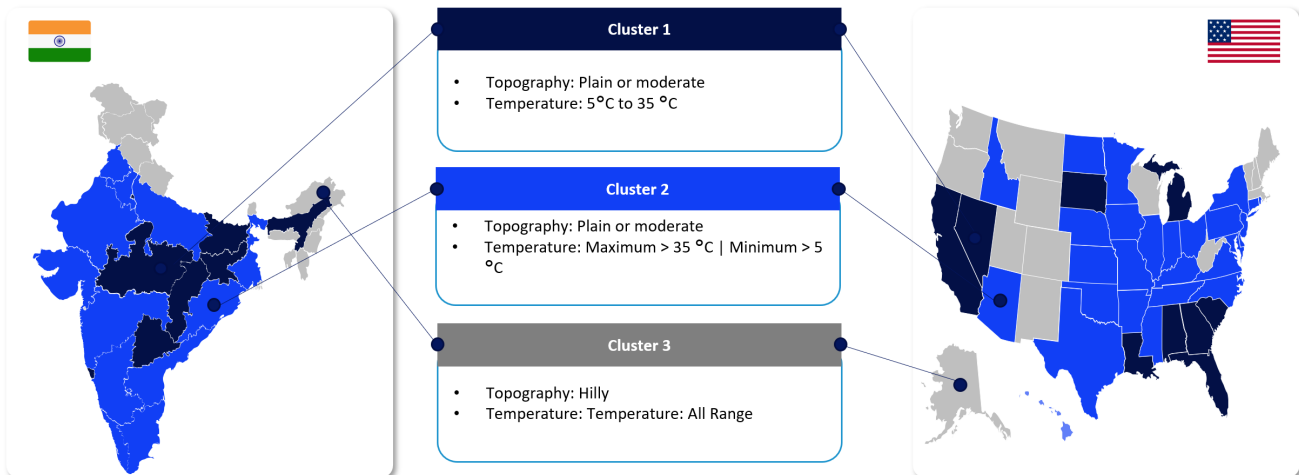 Cluster 1
• Topography: Plain or moderate
• Temperature: 5°C to 35 °C
Cluster 2
• Topography: Plain or moderate
• Temperature: Maximum > 35 °C | Minimum > 5
°C
Cluster 3
• Topography: Hilly
• Temperature: Temperature: All Range